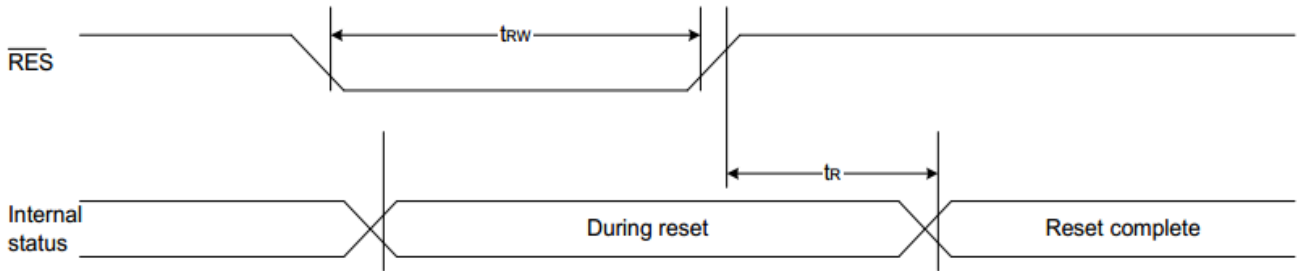 tRW
RES
tR
Internal
status
During reset
Reset complete